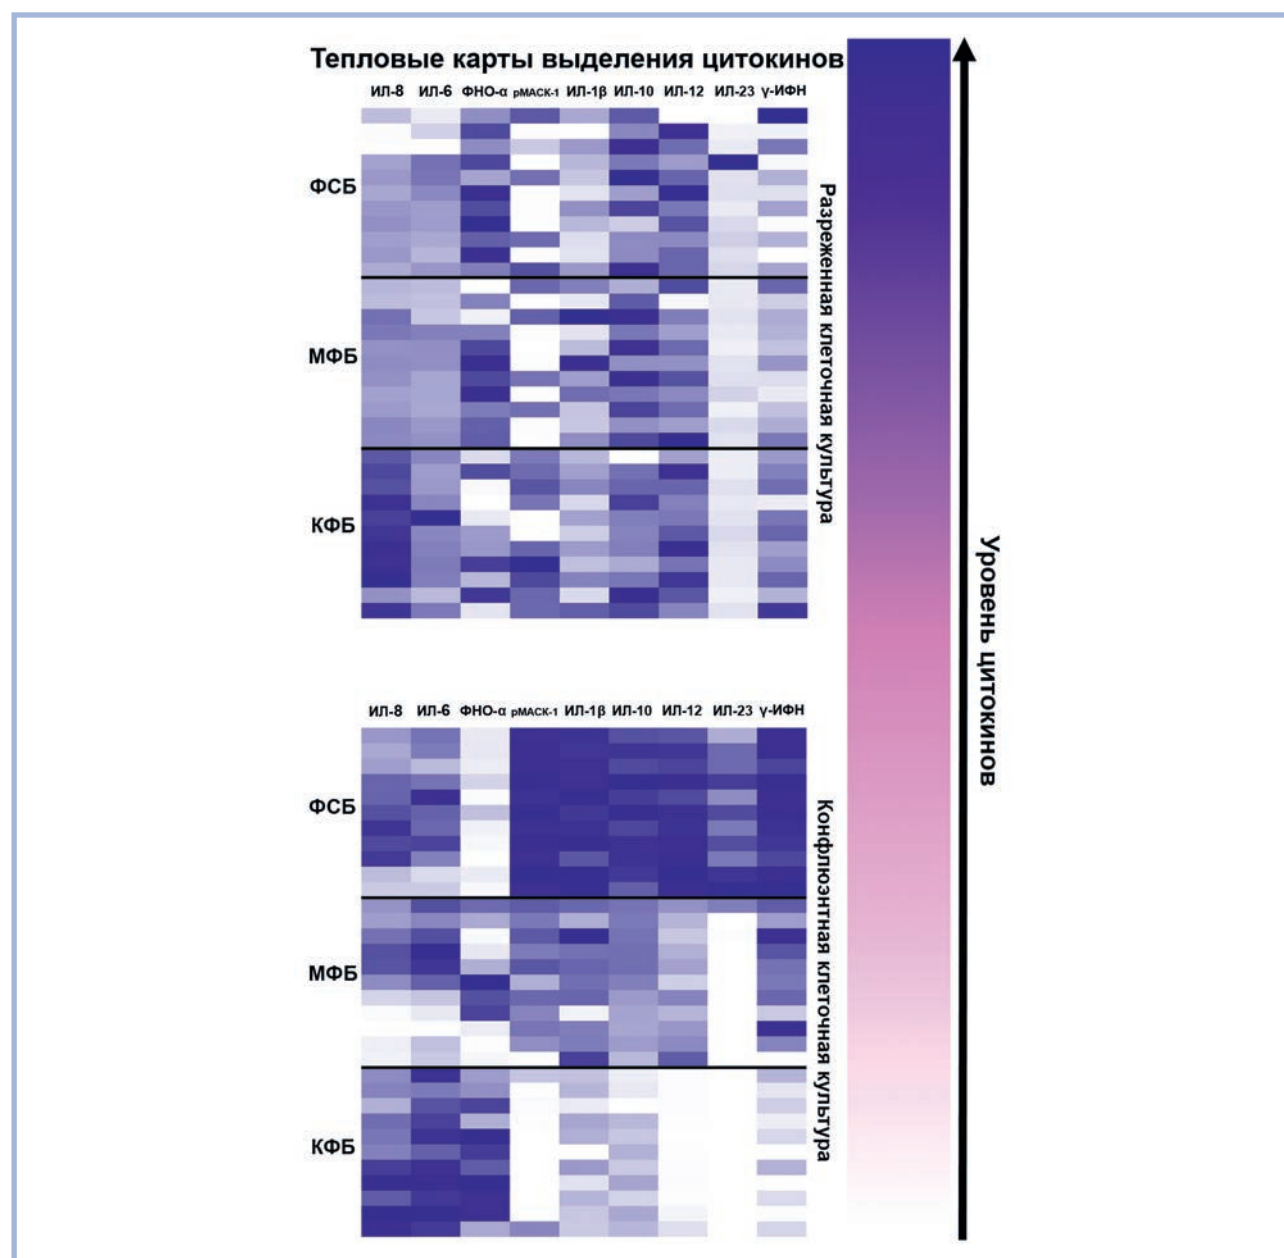 Тепловые карты выделения цитокинов
ИЛ-8 ИЛ-6 ФНО-α рМАСК-1 ИЛ-1β ИЛ-10 ИЛ-12 ИЛ-23 γ-ИФН
ФСБ
МФБ
КФБ
Разреженная клеточная культура
ИЛ-8 ИЛ-6 ФНО-α рМАСК-1 ИЛ-1β ИЛ-10 ИЛ-12 ИЛ-23 γ-ИФН
ФСБ
МФБ
КФБ
Конфлюэнтная клеточная культура
Уровень цитокинов